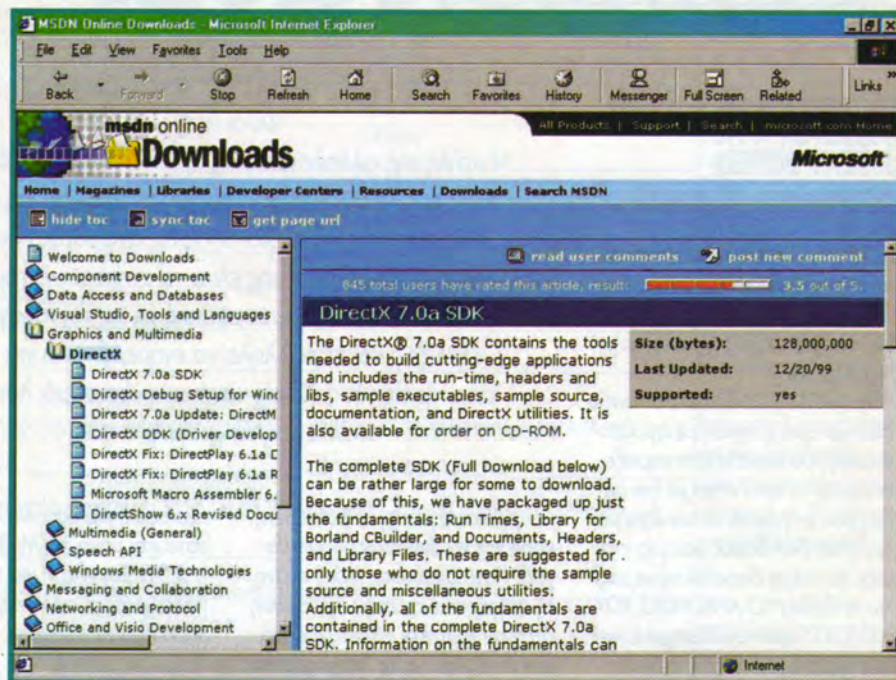 MSDN Online Downloads - Microsoft Internet Explorer
File Edit View Favorites Tools Help
Back Forward Stop Refresh Home Search Favorites History Messenger Full Screen Related Links »
msdn online
Downloads
All Products | Support | Search | microsoft.com Home
Microsoft
Home | Magazines | Libraries | Developer Centers | Resources | Downloads | Search MSDN
hide toc sync toc get page url
Welcome to Downloads
Component Development
Data Access and Databases
Visual Studio, Tools and Languages
Graphics and Multimedia
DirectX
DirectX 7.0a SDK
DirectX Debug Setup for Winc
DirectX 7.0a Update: DirectM
DirectX DDK (Driver Develop
DirectX Fix: DirectPlay 6.1a D
DirectX Fix: DirectPlay 6.1a R
Microsoft Macro Assembler 6.
DirectShow 6.x Revised Docu
Multimedia (General)
Speech API
Windows Media Technologies
Messaging and Collaboration
Networking and Protocol
Office and Visio Development
read user comments post new comment
845 total users have rated this article, result: 3.5 out of 5.
DirectX 7.0a SDK
The DirectX® 7.0a SDK contains the tools
needed to build cutting-edge applications
and includes the run-time, headers and
libs, sample executables, sample source,
documentation, and DirectX utilities. It is
also available for order on CD-ROM.
Size (bytes): 128,000,000
Last Updated: 12/20/99
Supported: yes
The complete SDK (Full Download below)
can be rather large for some to download.
Because of this, we have packaged up just
the fundamentals: Run Times, Library for
Borland CBuilder, and Documents, Headers,
and Library Files. These are suggested for
only those who do not require the sample
source and miscellaneous utilities.
Additionally, all of the fundamentals are
contained in the complete DirectX 7.0a
SDK. Information on the fundamentals can
Internet